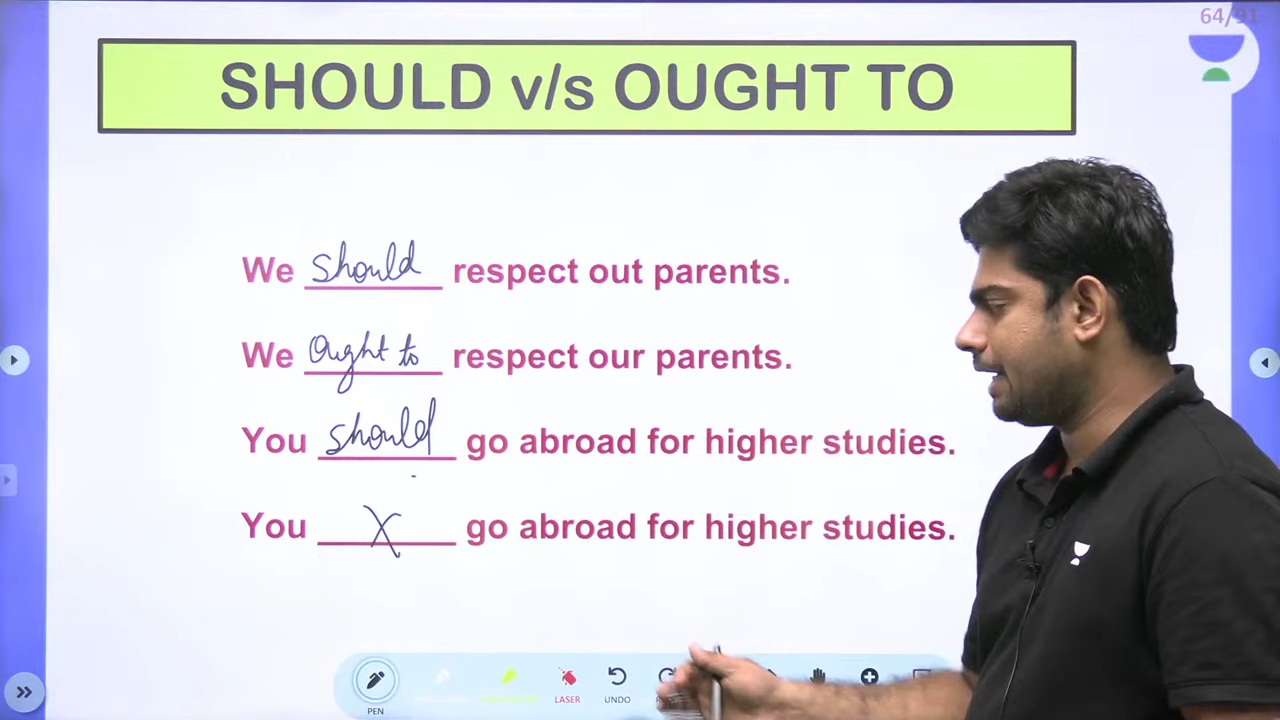 64/91
SHOULD v/s OUGHT TO
We should respect out parents.
We Ought to respect our parents.
You should go abroad for higher studies.
You X go abroad for higher studies.
PEN
LASER
UNDO